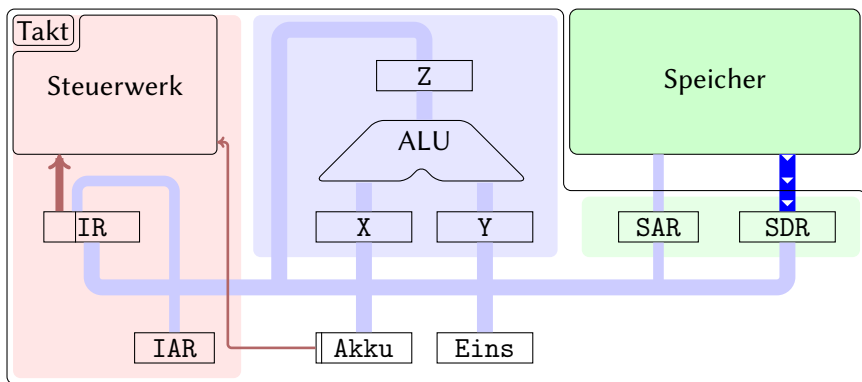 Takt
Steuerwerk
Z
Speicher
ALU
IR
X
Y
SAR
SDR
IAR
Akku
Eins